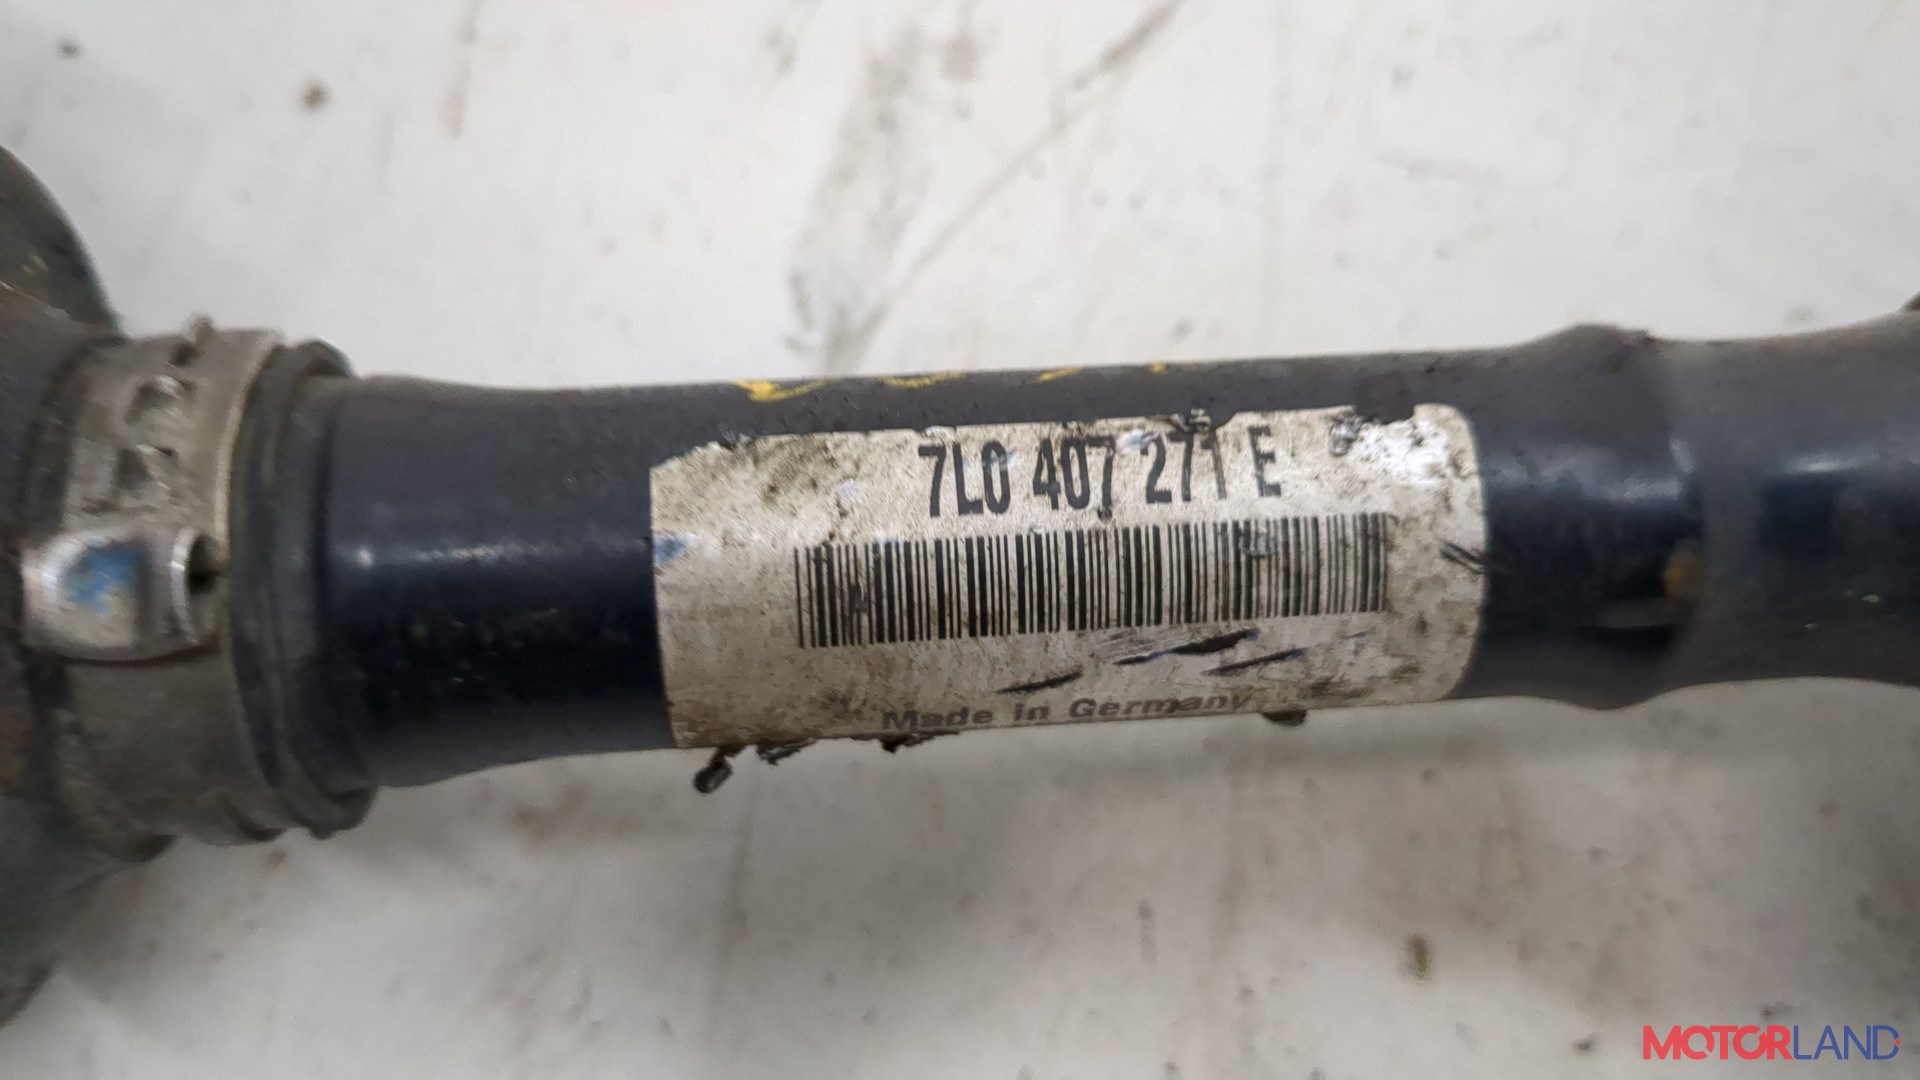 7L0 407 271 E
Made in Germany
MOTORLAND